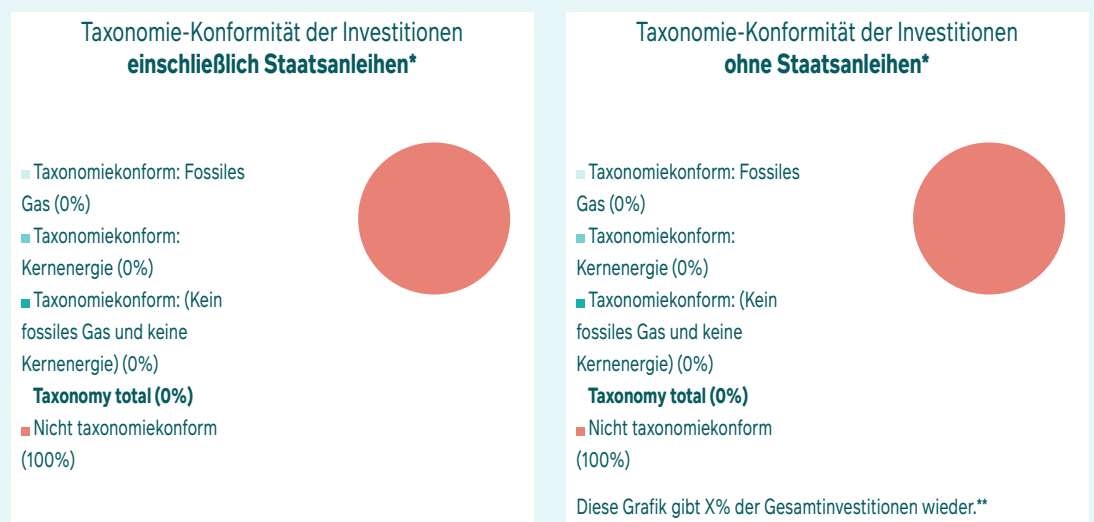 Taxonomie-Konformität der Investitionen
einschließlich Staatsanleihen*
Taxonomiekonform: Fossiles
Gas (0%)
Taxonomiekonform:
Kernenergie (0%)
Taxonomiekonform: (Kein
fossiles Gas und keine
Kernenergie) (0%)
Taxonomy total (0%)
Nicht taxonomiekonform
(100%)
Taxonomie-Konformität der Investitionen
ohne Staatsanleihen*
Taxonomiekonform: Fossiles
Gas (0%)
Taxonomiekonform:
Kernenergie (0%)
Taxonomiekonform: (Kein
fossiles Gas und keine
Kernenergie) (0%)
Taxonomy total (0%)
Nicht taxonomiekonform
(100%)
Diese Grafik gibt X% der Gesamtinvestitionen wieder.**